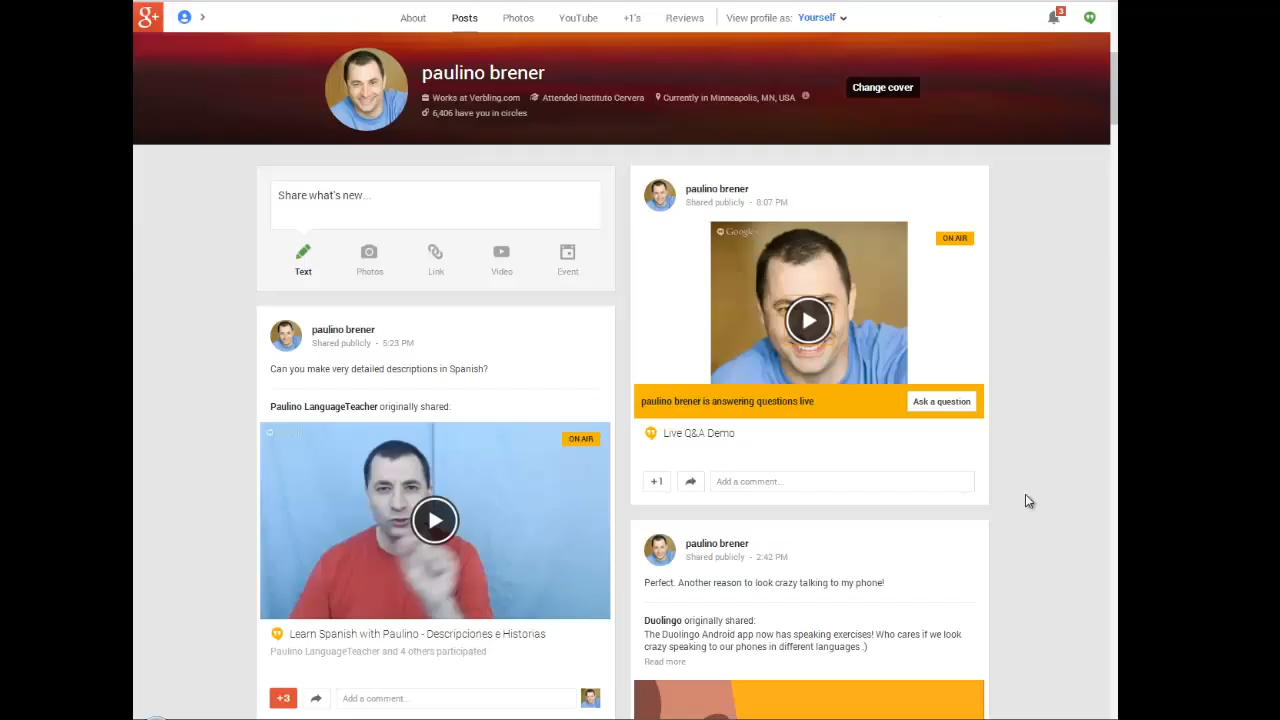 g+
About Posts Photos YouTube +1's Reviews View profile as: Yourself
3
paulino brener
Works at Verbling.com Attended Instituto Cervera Currently in Minneapolis, MN, USA
6,406 have you in circles
Change cover
Share what's new...
Text Photos Link Video Event
paulino brener
Shared publicly - 5:23 PM
Can you make very detailed descriptions in Spanish?
Paulino LanguageTeacher originally shared:
ON AIR
Learn Spanish with Paulino - Descripciones e Historias
Paulino LanguageTeacher and 4 others participated
+3
Add a comment...
paulino brener
Shared publicly - 8:07 PM
Google
ON AIR
paulino brener is answering questions live
Ask a question
Live Q&A Demo
+1
Add a comment...
paulino brener
Shared publicly - 2:42 PM
Perfect. Another reason to look crazy talking to my phone!
Duolingo originally shared:
The Duolingo Android app now has speaking exercises! Who cares if we look
crazy speaking to our phones in different languages .)
Read more